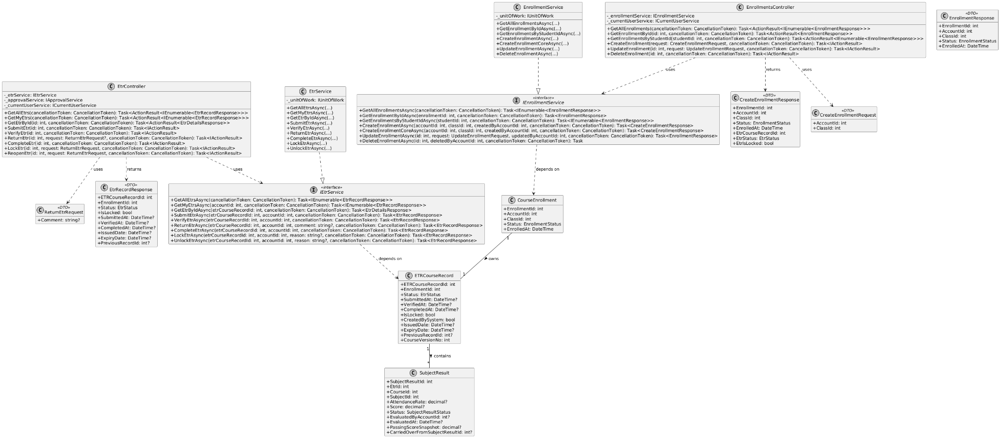 C EnrollmentService
-_unitOfWork: IUnitOfWork
+GetAllEnrollmentsAsync(...)
+GetEnrollmentByIdAsync(...)
+GetEnrollmentsByStudentIdAsync(...)
+CreateEnrollmentAsync(...)
+CreateEnrollmentCoreAsync(...)
+UpdateEnrollmentAsync(...)
+DeleteEnrollmentAsync(...)
C EnrollmentsController
-_enrollmentService: IEnrollmentService
-_currentUserService: ICurrentUserService
+GetAllEnrollments(cancellationToken: CancellationToken): Task<ActionResult<IEnumerable<EnrollmentResponse>>>
+GetEnrollmentById(id: int, cancellationToken: CancellationToken): Task<ActionResult<EnrollmentResponse>>
+GetEnrollmentsByStudentId(studentId: int, cancellationToken: CancellationToken): Task<ActionResult<IEnumerable<EnrollmentResponse>>>
+CreateEnrollment(request: CreateEnrollmentRequest, cancellationToken: CancellationToken): Task<IActionResult>
+UpdateEnrollment(id: int, request: UpdateEnrollmentRequest, cancellationToken: CancellationToken): Task<IActionResult>
+DeleteEnrollment(id: int, cancellationToken: CancellationToken): Task<IActionResult>
«DTO»
C EnrollmentResponse
+EnrollmentId: int
+AccountId: int
+ClassId: int
+Status: EnrollmentStatus
+EnrolledAt: DateTime
uses
returns
uses
C EtrController
-_etrService: IEtrService
-_approvalService: IApprovalService
-_currentUserService: ICurrentUserService
+GetAllEtrs(cancellationToken: CancellationToken): Task<ActionResult<IEnumerable<EtrRecordResponse>>>
+GetMyEtrs(cancellationToken: CancellationToken): Task<ActionResult<IEnumerable<EtrRecordResponse>>>
+GetEtrById(id: int, cancellationToken: CancellationToken): Task<ActionResult<EtrDetailsResponse>>
+SubmitEtr(id: int, cancellationToken: CancellationToken): Task<IActionResult>
+VerifyEtr(id: int, cancellationToken: CancellationToken): Task<IActionResult>
+ReturnEtr(id: int, request: ReturnEtrRequest?, cancellationToken: CancellationToken): Task<IActionResult>
+CompleteEtr(id: int, cancellationToken: CancellationToken): Task<IActionResult>
+LockEtr(id: int, request: ReturnEtrRequest, cancellationToken: CancellationToken): Task<IActionResult>
+ReopenEtr(id: int, request: ReturnEtrRequest, cancellationToken: CancellationToken): Task<IActionResult>
C EtrService
-_unitOfWork: IUnitOfWork
+GetAllEtrsAsync(...)
+GetMyEtrsAsync(...)
+GetEtrByIdAsync(...)
+SubmitEtrAsync(...)
+VerifyEtrAsync(...)
+ReturnEtrAsync(...)
+CompleteEtrAsync(...)
+LockEtrAsync(...)
+UnlockEtrAsync(...)
«interface»
I IEnrollmentService
+GetAllEnrollmentsAsync(cancellationToken: CancellationToken): Task<IEnumerable<EnrollmentResponse>>
+GetEnrollmentByIdAsync(enrollmentId: int, cancellationToken: CancellationToken): Task<EnrollmentResponse>
+GetEnrollmentsByStudentIdAsync(studentId: int, cancellationToken: CancellationToken): Task<IEnumerable<EnrollmentResponse>>
+CreateEnrollmentAsync(accountId: int, classId: int, createdByAccountId: int, cancellationToken: CancellationToken): Task<CreateEnrollmentResponse>
+CreateEnrollmentCoreAsync(accountId: int, classId: int, createdByAccountId: int, cancellationToken: CancellationToken): Task<CreateEnrollmentResponse>
+UpdateEnrollmentAsync(id: int, request: UpdateEnrollmentRequest, updatedByAccountId: int, cancellationToken: CancellationToken): Task<EnrollmentResponse>
+DeleteEnrollmentAsync(id: int, deletedByAccountId: int, cancellationToken: CancellationToken): Task
«DTO»
C CreateEnrollmentResponse
+EnrollmentId: int
+AccountId: int
+ClassId: int
+Status: EnrollmentStatus
+EnrolledAt: DateTime
+EtrCourseRecordId: int
+EtrStatus: EtrStatus
+EtrIsLocked: bool
«DTO»
C CreateEnrollmentRequest
+AccountId: int
+ClassId: int
uses
returns
uses
depends on
«DTO»
C ReturnEtrRequest
+Comment: string?
«DTO»
C EtrRecordResponse
+ETRCourseRecordId: int
+EnrollmentId: int
+Status: EtrStatus
+IsLocked: bool
+SubmittedAt: DateTime?
+VerifiedAt: DateTime?
+CompletedAt: DateTime?
+IssuedDate: DateTime?
+ExpiryDate: DateTime?
+PreviousRecordId: int?
«interface»
I IEtrService
+GetAllEtrsAsync(cancellationToken: CancellationToken): Task<IEnumerable<EtrRecordResponse>>
+GetMyEtrsAsync(accountId: int, cancellationToken: CancellationToken): Task<IEnumerable<EtrRecordResponse>>
+GetEtrByIdAsync(etrCourseRecordId: int, cancellationToken: CancellationToken): Task<EtrDetailsResponse>
+SubmitEtrAsync(etrCourseRecordId: int, accountId: int, cancellationToken: CancellationToken): Task<EtrRecordResponse>
+VerifyEtrAsync(etrCourseRecordId: int, accountId: int, cancellationToken: CancellationToken): Task<EtrRecordResponse>
+ReturnEtrAsync(etrCourseRecordId: int, accountId: int, comment: string?, cancellationToken: CancellationToken): Task<EtrRecordResponse>
+CompleteEtrAsync(etrCourseRecordId: int, accountId: int, cancellationToken: CancellationToken): Task<EtrRecordResponse>
+LockEtrAsync(etrCourseRecordId: int, accountId: int, reason: string?, cancellationToken: CancellationToken): Task<EtrRecordResponse>
+UnlockEtrAsync(etrCourseRecordId: int, accountId: int, reason: string?, cancellationToken: CancellationToken): Task<EtrRecordResponse>
C CourseEnrollment
+EnrollmentId: int
+AccountId: int
+ClassId: int
+Status: EnrollmentStatus
+EnrolledAt: DateTime
1
depends on
owns
1
C ETRCourseRecord
+ETRCourseRecordId: int
+EnrollmentId: int
+Status: EtrStatus
+SubmittedAt: DateTime?
+VerifiedAt: DateTime?
+CompletedAt: DateTime?
+IsLocked: bool
+CreatedBySystem: bool
+IssuedDate: DateTime?
+ExpiryDate: DateTime?
+PreviousRecordId: int?
+CourseVersionNo: int
1
contains
*
C SubjectResult
+SubjectResultId: int
+EtrId: int
+CourseId: int
+SubjectId: int
+AttendanceRate: decimal?
+Score: decimal?
+Status: SubjectResultStatus
+EvaluatedByAccountId: int?
+EvaluatedAt: DateTime?
+PassingScoreSnapshot: decimal?
+CarriedOverFromSubjectResultId: int?